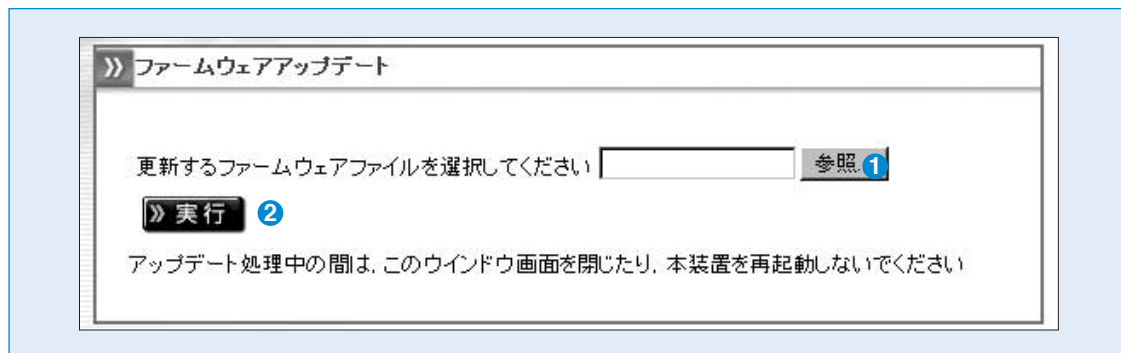 » ファームウェアアップデート
更新するファームウェアファイルを選択してください 参照... 1
» 実行 2
アップデート処理中の間は, このウインドウ画面を閉じたり, 本装置を再起動しないでください